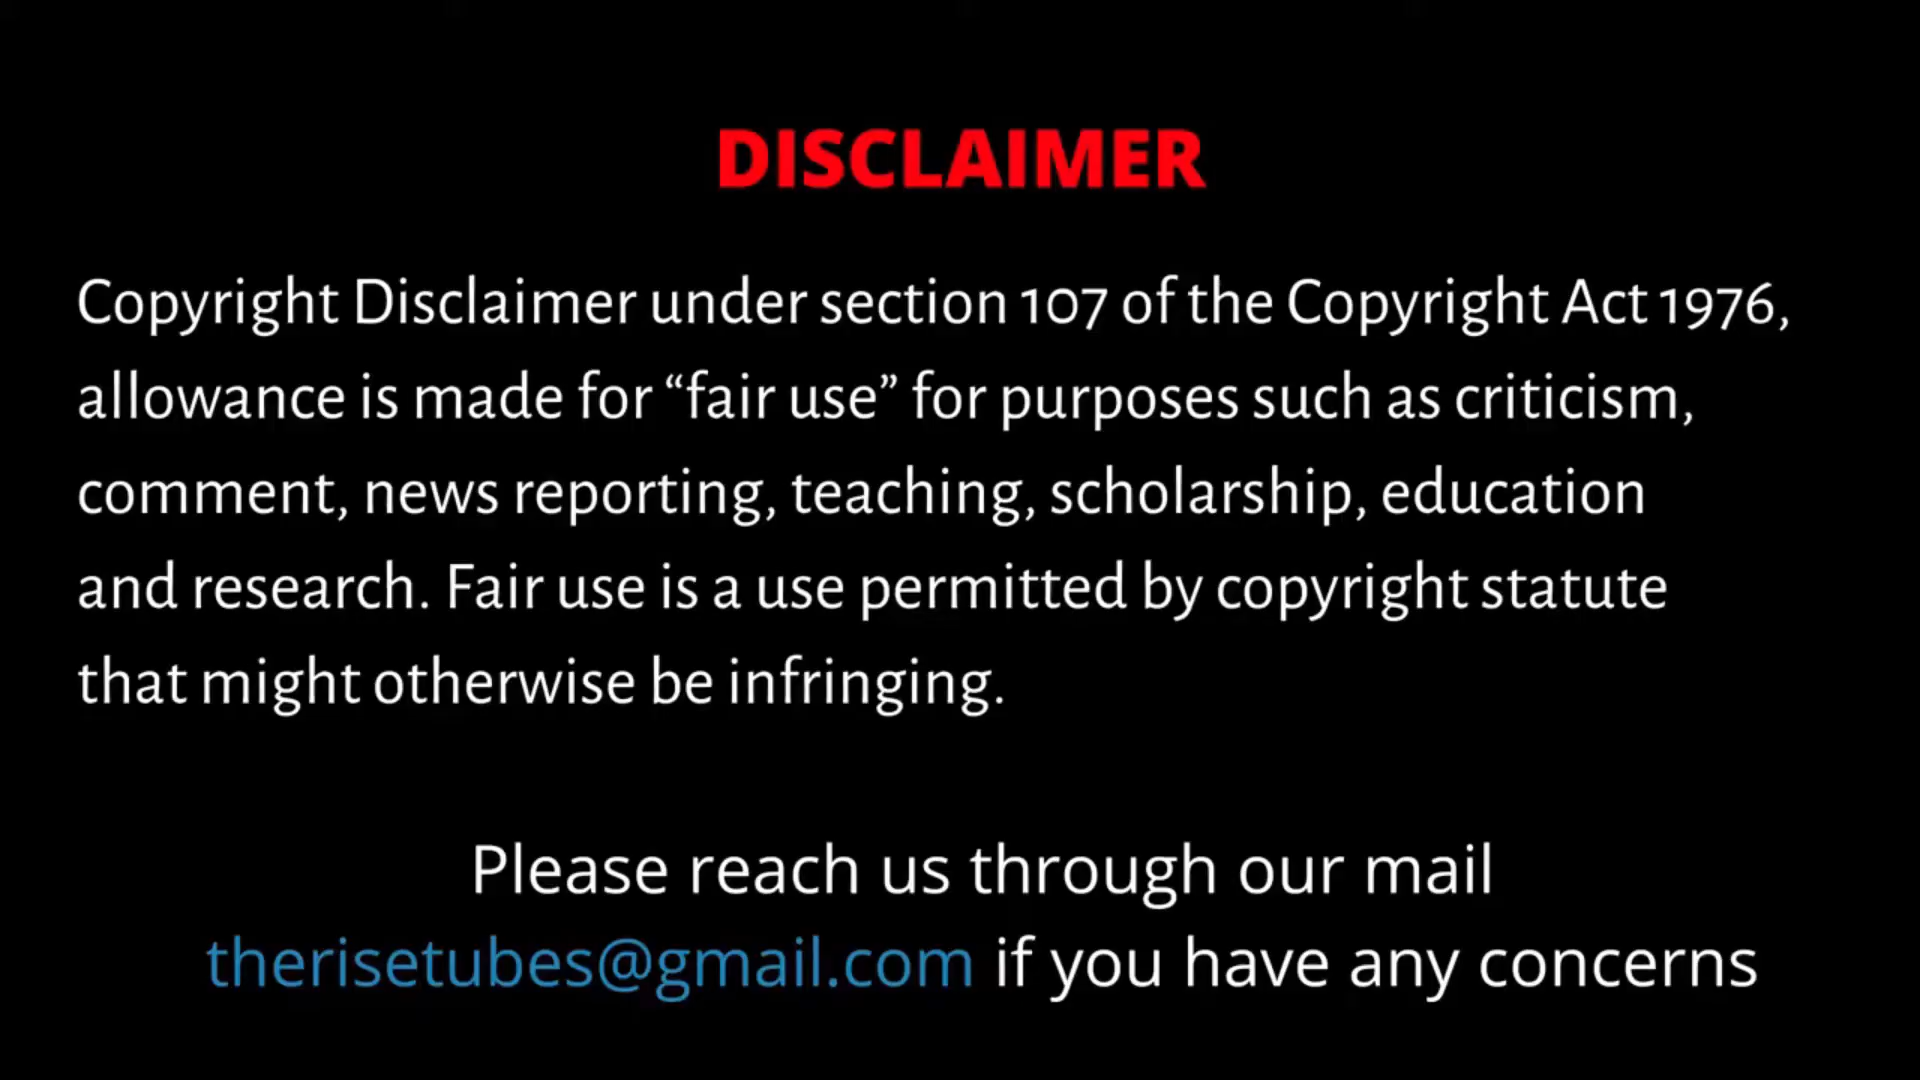 DISCLAIMER
Copyright Disclaimer under section 107 of the Copyright Act 1976,
allowance is made for “fair use” for purposes such as criticism,
comment, news reporting, teaching, scholarship, education
and research. Fair use is a use permitted by copyright statute
that might otherwise be infringing.
Please reach us through our mail
therisetubes@gmail.com if you have any concerns